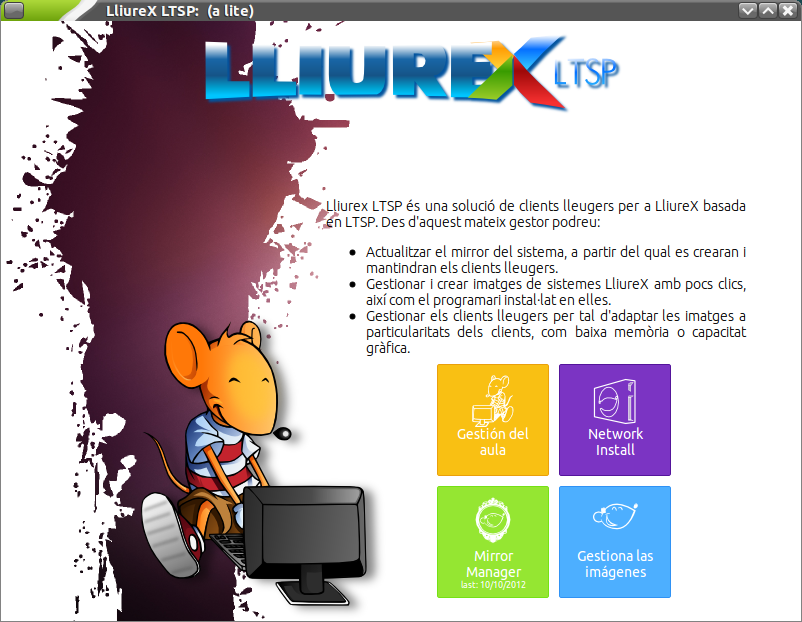 LliureX LTSP:  (a lite)
LLIUREX LTSP
Lliurex LTSP és una solució de clients lleugers per a LliureX basada
en LTSP. Des d'aquest mateix gestor podreu:
• Actualitzar el mirror del sistema, a partir del qual es crearan i
mantindran els clients lleugers.
• Gestionar i crear imatges de sistemes LliureX amb pocs clics,
així com el programari instal·lat en elles.
• Gestionar els clients lleugers per tal d'adaptar les imatges a
particularitats dels clients, com baixa memòria o capacitat
gràfica.
Gestión del
aula
Network
Install
Mirror
Manager
last: 10/10/2012
Gestiona las
imágenes